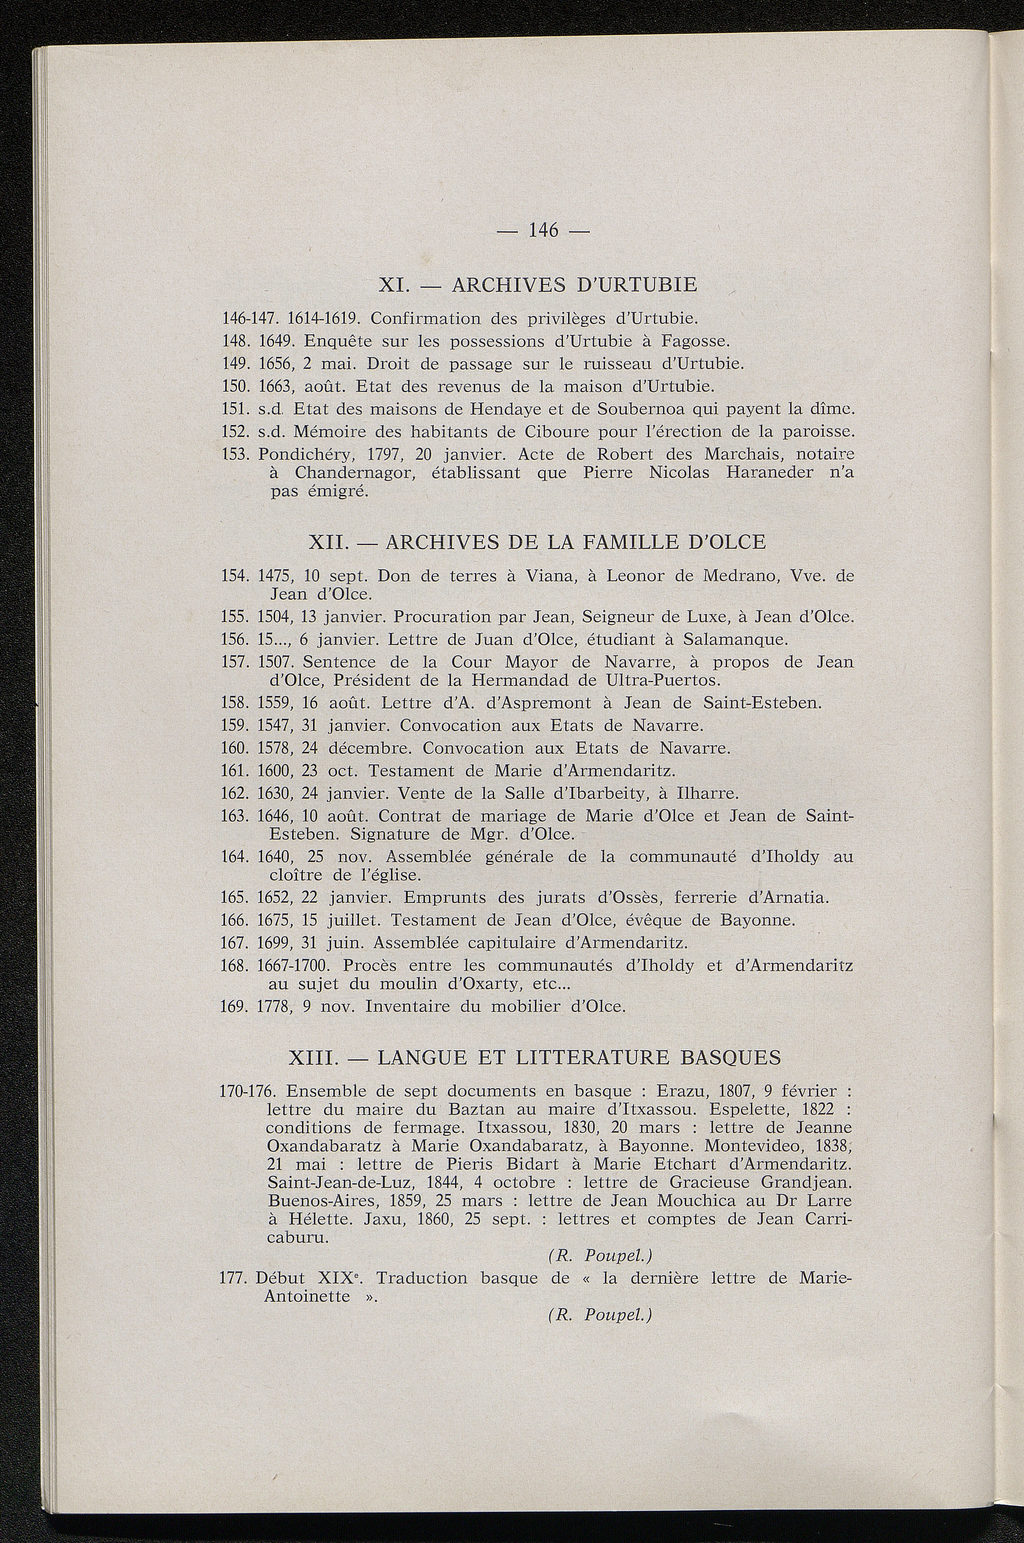 — 146 —
XI. — ARCHIVES D'URTUBIE
146-147. 1614-1619. Confirmation des privilèges d'Urtubie.
148. 1649. Enquête sur les possessions d'Urtubie à Fagosse.
149. 1656, 2 mai. Droit de passage sur le ruisseau d'Urtubie.
150. 1663, août. Etat des revenus de la maison d'Urtubie.
151. s.d. Etat des maisons de Hendaye et de Soubernoa qui payent la dîme.
152. s.d. Mémoire des habitants de Ciboure pour l'érection de la paroisse.
153. Pondichéry, 1797, 20 janvier. Acte de Robert des Marchais, notaire
à Chandernagor, établissant que Pierre Nicolas Haraneder n'a
pas émigré.
XII. — ARCHIVES DE LA FAMILLE D'OLCE
154. 1475, 10 sept. Don de terres à Viana, à Leonor de Medrano, Vve. de
Jean d'Olce.
155. 1504, 13 janvier. Procuration par Jean, Seigneur de Luxe, à Jean d'Olce.
156. 15..., 6 janvier. Lettre de Juan d'Olce, étudiant à Salamanque.
157. 1507. Sentence de la Cour Mayor de Navarre, à propos de Jean
d'Olce, Président de la Hermandad de Ultra-Puertos.
158. 1559, 16 août. Lettre d'A. d'Aspremont à Jean de Saint-Esteben.
159. 1547, 31 janvier. Convocation aux Etats de Navarre.
160. 1578, 24 décembre. Convocation aux Etats de Navarre.
161. 1600, 23 oct. Testament de Marie d'Armendaritz.
162. 1630, 24 janvier. Vente de la Salle d'Ibarbeity, à Ilharre.
163. 1646, 10 août. Contrat de mariage de Marie d'Olce et Jean de Saint-
Esteben. Signature de Mgr. d'Olce.
164. 1640, 25 nov. Assemblée générale de la communauté d'Iholdy au
cloître de l'église.
165. 1652, 22 janvier. Emprunts des jurats d'Ossès, ferrerie d'Arnatia.
166. 1675, 15 juillet. Testament de Jean d'Olce, évêque de Bayonne.
167. 1699, 31 juin. Assemblée capitulaire d'Armendaritz.
168. 1667-1700. Procès entre les communautés d'Iholdy et d'Armendaritz
au sujet du moulin d'Oxarty, etc...
169. 1778, 9 nov. Inventaire du mobilier d'Olce.
XIII. — LANGUE ET LITTERATURE BASQUES
170-176. Ensemble de sept documents en basque : Erazu, 1807, 9 février :
lettre du maire du Baztan au maire d'Itxassou. Espelette, 1822 :
conditions de fermage. Itxassou, 1830, 20 mars : lettre de Jeanne
Oxandabaratz à Marie Oxandabaratz, à Bayonne. Montevideo, 1838,
21 mai : lettre de Pieris Bidart à Marie Etchart d'Armendaritz.
Saint-Jean-de-Luz, 1844, 4 octobre : lettre de Gracieuse Grandjean.
Buenos-Aires, 1859, 25 mars : lettre de Jean Mouchica au Dr Larre
à Hélette. Jaxu, 1860, 25 sept. : lettres et comptes de Jean Carri-
caburu.
(R. Poupel.)
177. Début XIXᵉ. Traduction basque de « la dernière lettre de Marie-
Antoinette ».
(R. Poupel.)